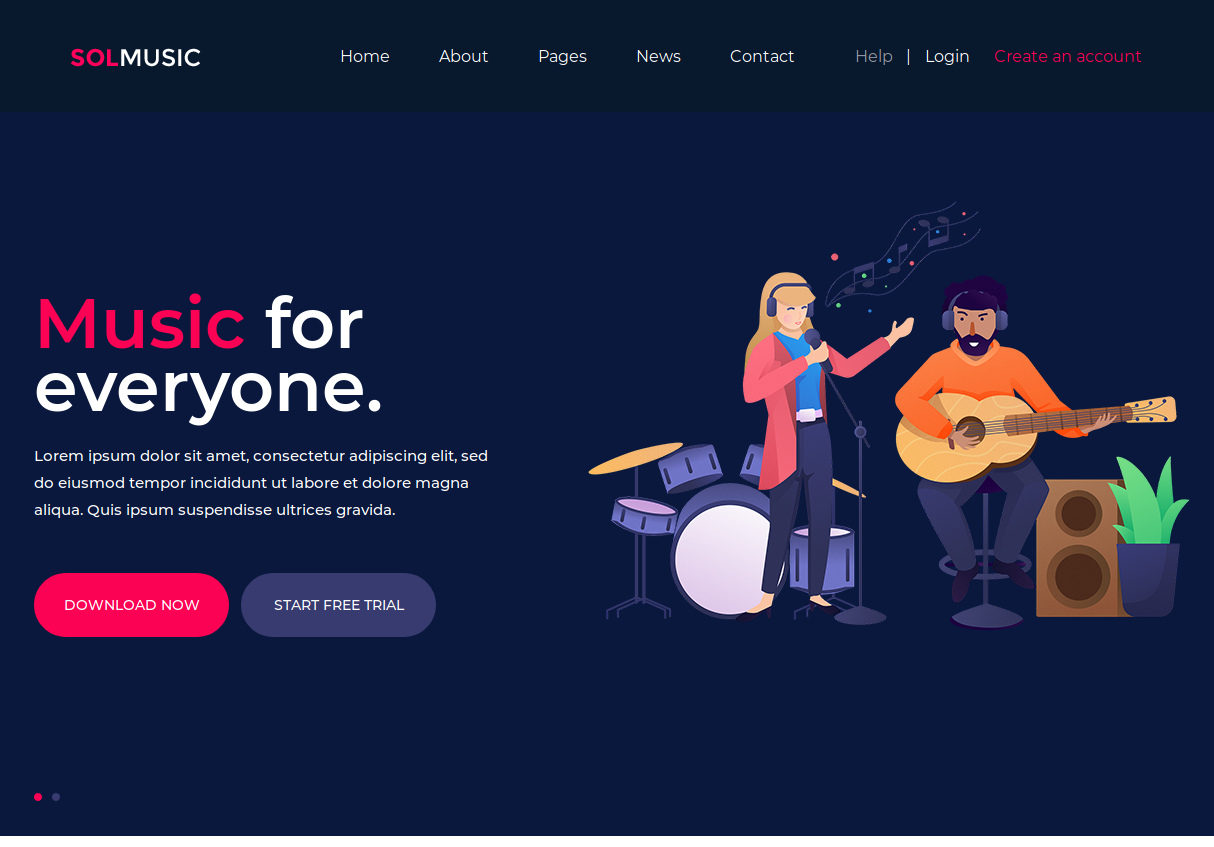 SOLMUSIC
Home About Pages News Contact Help | Login Create an account
Music for
everyone.
Lorem ipsum dolor sit amet, consectetur adipiscing elit, sed
do eiusmod tempor incididunt ut labore et dolore magna
aliqua. Quis ipsum suspendisse ultrices gravida.
DOWNLOAD NOW
START FREE TRIAL